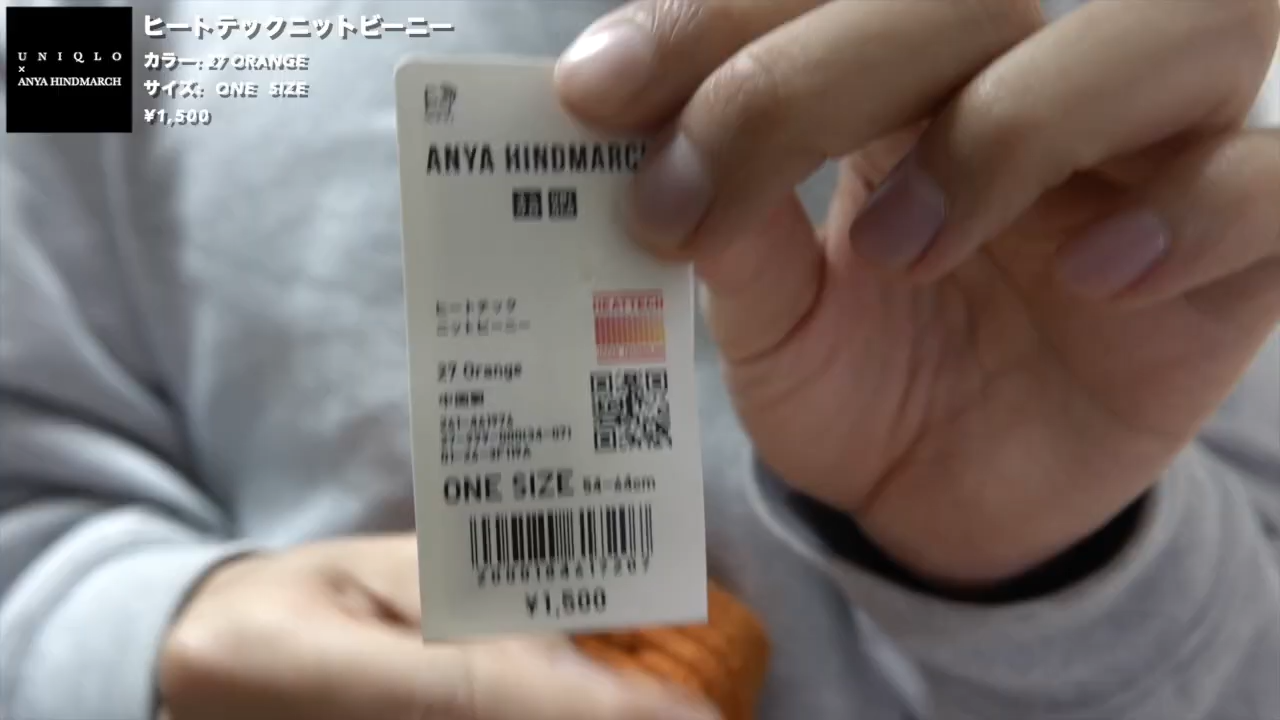 UNIQLO
×
ANYA HINDMARCH
ヒートテックニットビーニー
カラー: 27 ORANGE
サイズ: ONE SIZE
¥1,500
ANYA HINDMARCH
HEATTECH
ヒートテック
ニットビーニー
27 Orange
中国製
ONE SIZE 54-64cm
¥1,500